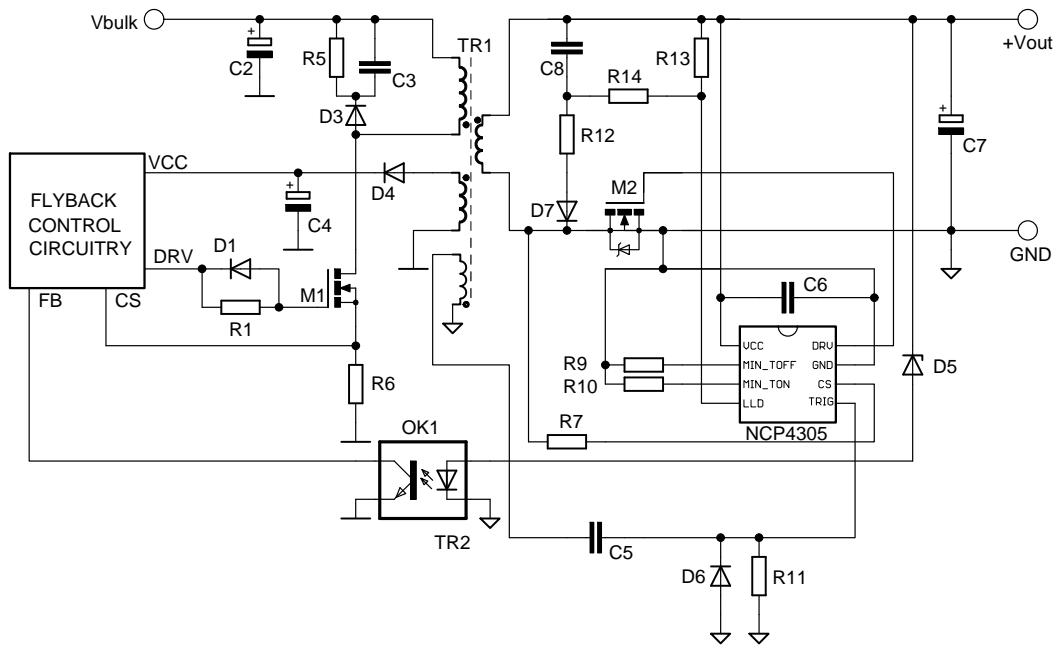 Vbulk
+
C2
R5
C3
D3
TR1
C8
R14
R13
R12
+Vout
+
C7
VCC
FLYBACK
CONTROL
CIRCUITRY
D4
+
C4
D7
M2
GND
DRV
D1
M1
FB
CS
R1
C6
R6
R9
R10
VCC
MIN_TOFF
MIN_TON
LLD
DRV
GND
CS
TRIG
NCP4305
D5
R7
OK1
TR2
C5
D6
R11